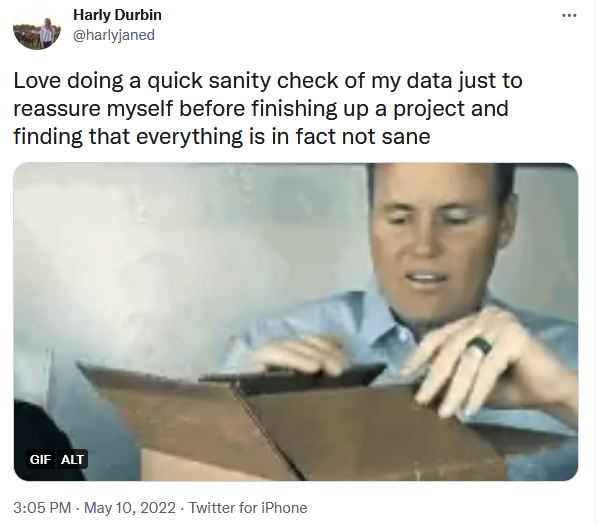 Harly Durbin
@harlyjaned
Love doing a quick sanity check of my data just to
reassure myself before finishing up a project and
finding that everything is in fact not sane
GIF ALT
3:05 PM · May 10, 2022 · Twitter for iPhone